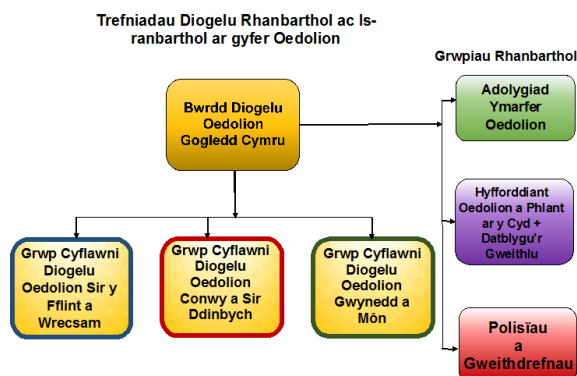 Trefniadau Diogelu Rhanbarthol ac Is-
ranbarthol ar gyfer Oedolion
Grwpiau Rhanbarthol
Bwrdd Diogelu
Oedolion
Gogledd Cymru
Adolygiad
Ymarfer
Oedolion
Hyfforddiant
Oedolion a Phlant
ar y Cyd +
Datblygu'r
Gweithlu
Polisïau
a
Gweithdrefnau
Grwp Cyflawni
Diogelu
Oedolion Sir y
Fflint a
Wrecsam
Grwp Cyflawni
Diogelu
Oedolion
Conwy a Sir
Ddinbych
Grwp Cyflawni
Diogelu
Oedolion
Gwynedd a
Môn